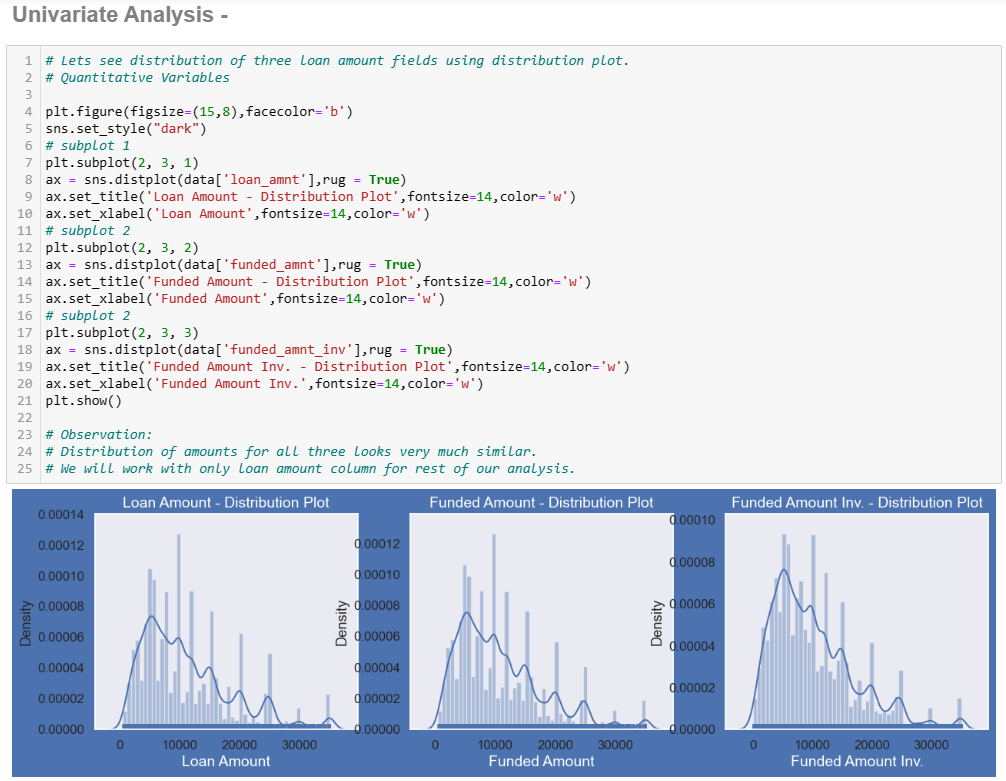 Univariate Analysis -
1 # Lets see distribution of three loan amount fields using distribution plot.
2 # Quantitative Variables
3
4 plt.figure(figsize=(15,8),facecolor='b')
5 sns.set_style("dark")
6 # subplot 1
7 plt.subplot(2, 3, 1)
8 ax = sns.distplot(data['loan_amnt'],rug = True)
9 ax.set_title('Loan Amount - Distribution Plot',fontsize=14,color='w')
10 ax.set_xlabel('Loan Amount',fontsize=14,color='w')
11 # subplot 2
12 plt.subplot(2, 3, 2)
13 ax = sns.distplot(data['funded_amnt'],rug = True)
14 ax.set_title('Funded Amount - Distribution Plot',fontsize=14,color='w')
15 ax.set_xlabel('Funded Amount',fontsize=14,color='w')
16 # subplot 2
17 plt.subplot(2, 3, 3)
18 ax = sns.distplot(data['funded_amnt_inv'],rug = True)
19 ax.set_title('Funded Amount Inv. - Distribution Plot',fontsize=14,color='w')
20 ax.set_xlabel('Funded Amount Inv.',fontsize=14,color='w')
21 plt.show()
22
23 # Observation:
24 # Distribution of amounts for all three looks very much similar.
25 # We will work with only loan amount column for rest of our analysis.
Loan Amount - Distribution Plot
0.00014
0.00012
0.00010
0.00008
0.00006
0.00004
0.00002
0.00000
Density
0 10000 20000 30000
Loan Amount
Funded Amount - Distribution Plot
0.00012
0.00010
0.00008
0.00006
0.00004
0.00002
0.00000
Density
0 10000 20000 30000
Funded Amount
Funded Amount Inv. - Distribution Plot
0.00010
0.00008
0.00006
0.00004
0.00002
0.00000
Density
0 10000 20000 30000
Funded Amount Inv.